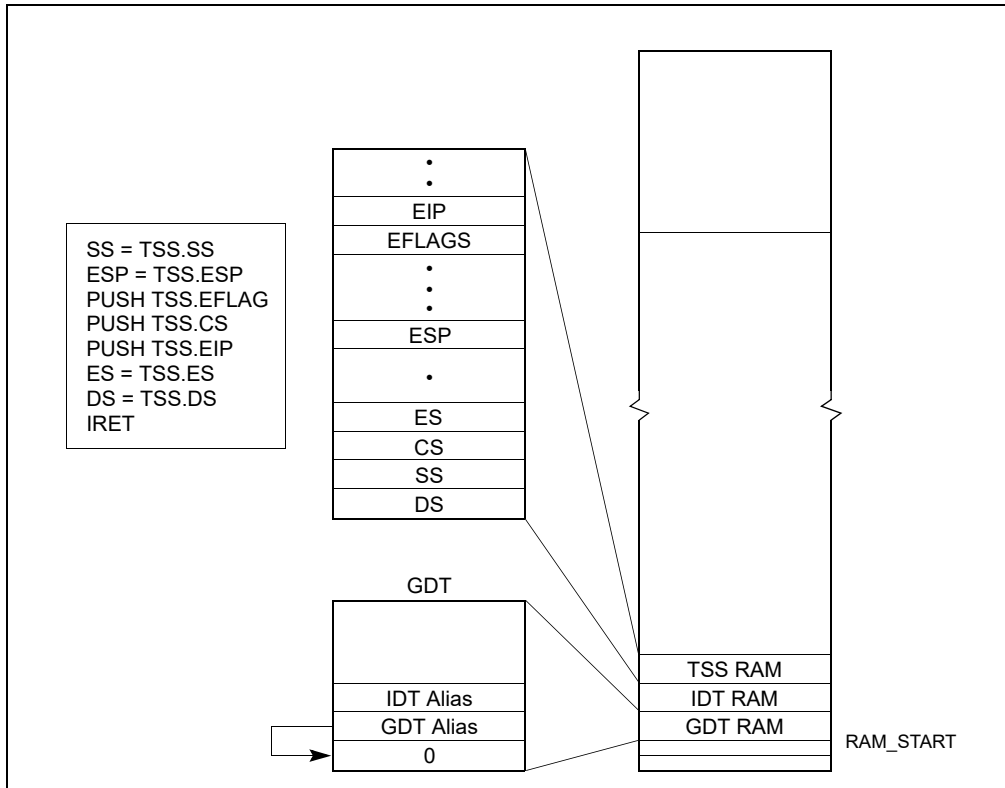 SS = TSS.SS
ESP = TSS.ESP
PUSH TSS.EFLAG
PUSH TSS.CS
PUSH TSS.EIP
ES = TSS.ES
DS = TSS.DS
IRET
EIP
EFLAGS
ESP
ES
CS
SS
DS
GDT
IDT Alias
GDT Alias
0
TSS RAM
IDT RAM
GDT RAM
RAM_START